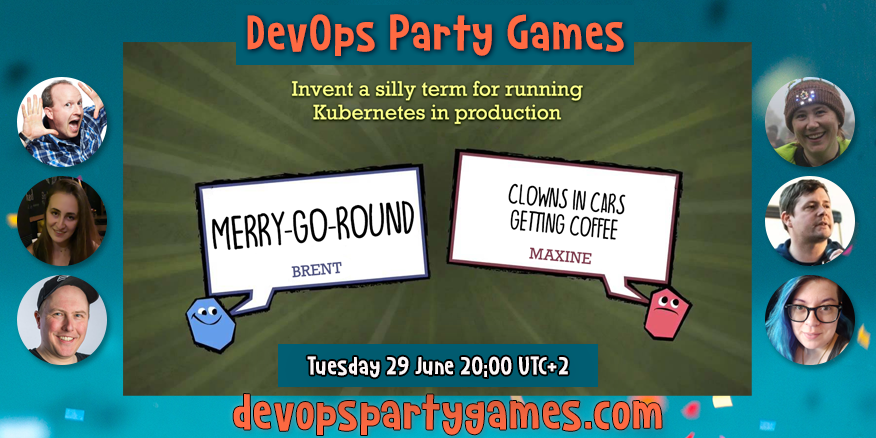 DevOps Party Games
Invent a silly term for running
Kubernetes in production
MERRY-GO-ROUND
BRENT
CLOWNS IN CARS
GETTING COFFEE
MAXINE
Tuesday 29 June 20:00 UTC+2
devopspartygames.com